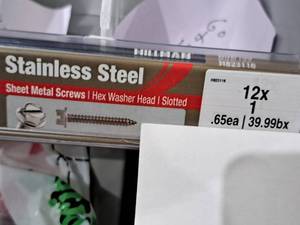 HILLMAN
Stainless Steel
Sheet Metal Screws | Hex Washer Head | Slotted
12x
1
.65ea | 39.99bx